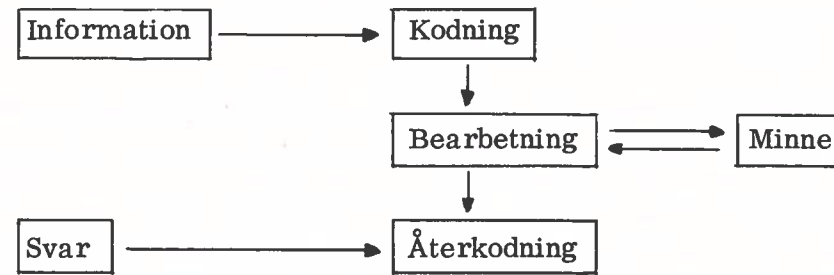 Information
Kodning
Bearbetning
Minne
Svar
Återkodning